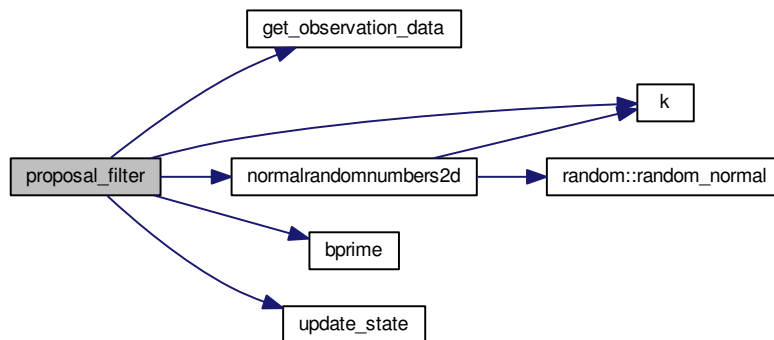 get_observation_data
k
proposal_filter
normalrandomnumbers2d
random::random_normal
bprime
update_state